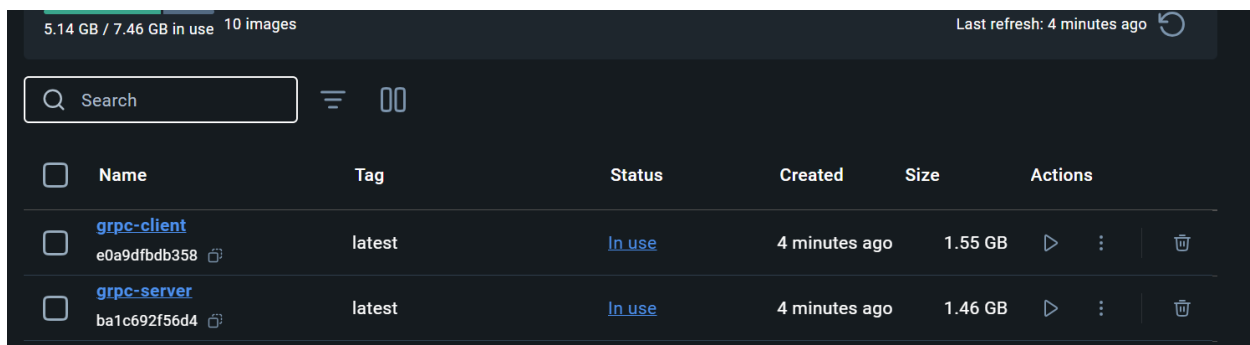 5.14 GB / 7.46 GB in use 10 images Last refresh: 4 minutes ago
Search
Name Tag Status Created Size Actions
grpc-client
e0a9dfbdb358
latest In use 4 minutes ago 1.55 GB
grpc-server
ba1c692f56d4
latest In use 4 minutes ago 1.46 GB